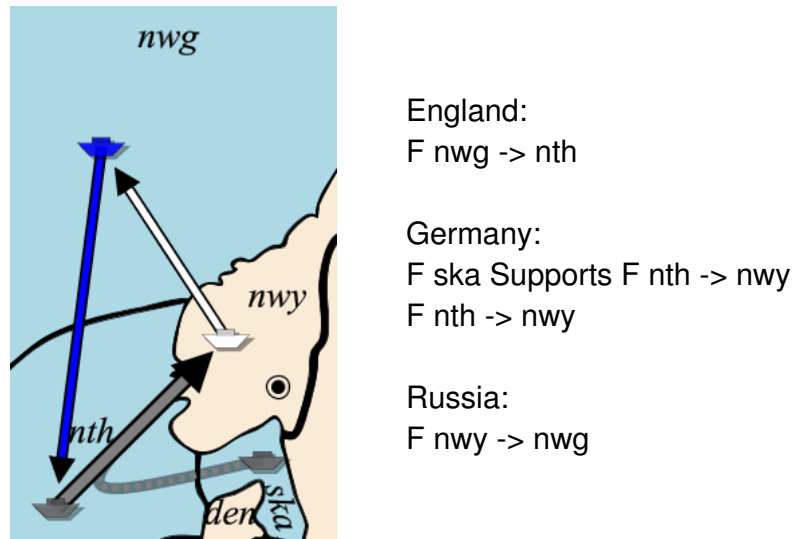 nwg
nwy
nth
ska
den
England:
F nwg -> nth
Germany:
F ska Supports F nth -> nwy
F nth -> nwy
Russia:
F nwy -> nwg